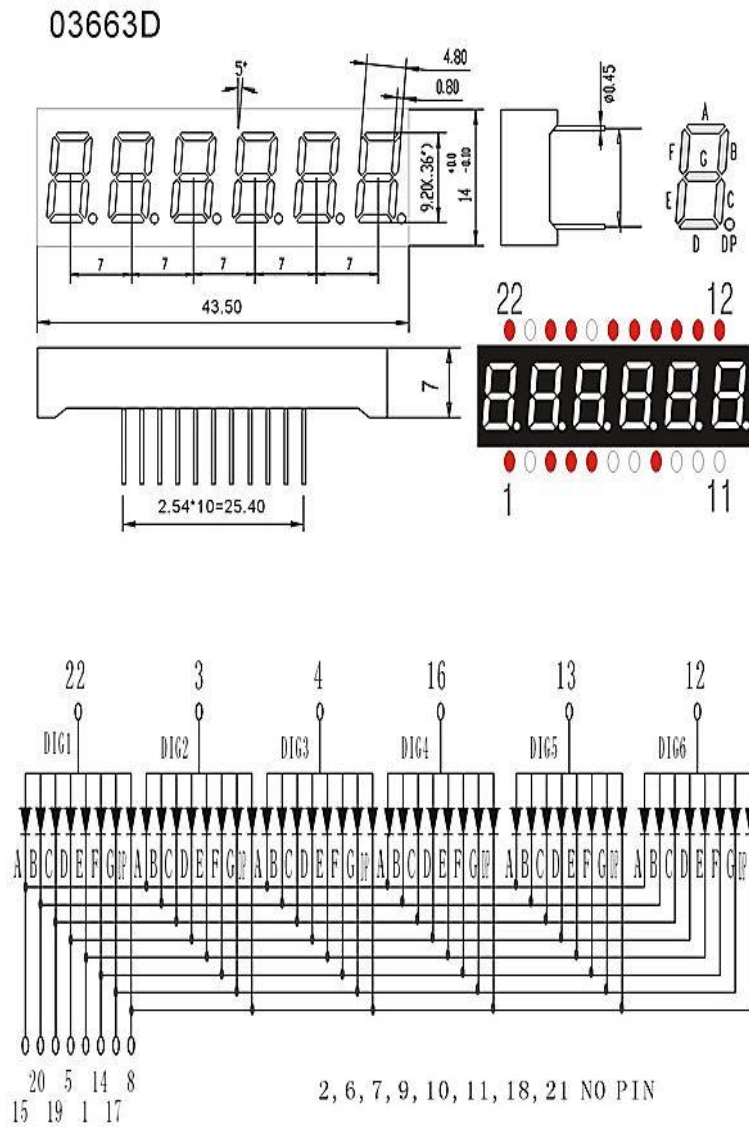 03663D
5°
4.80
0.80
9.20(.36")
14 +0.0 -0.10
ø0.45
A
F G B
E C
D DP
7 7 7 7 7
43.50
22 12
7
1 11
2.54*10=25.40
22 3 4 16 13 12
DIG1 DIG2 DIG3 DIG4 DIG5 DIG6
A B C D E F G DP A B C D E F G DP A B C D E F G DP A B C D E F G DP A B C D E F G DP A B C D E F G DP
20 5 14 8
15 19 1 17
2, 6, 7, 9, 10, 11, 18, 21 NO PIN